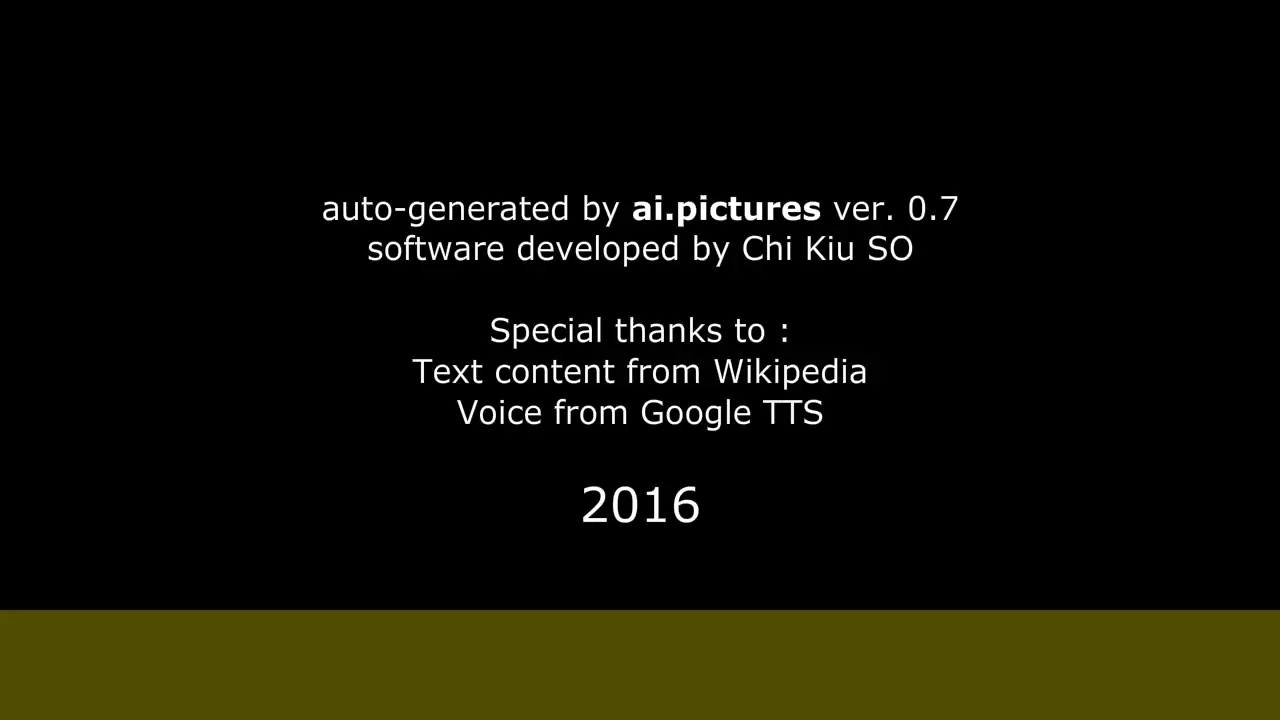 auto-generated by ai.pictures ver. 0.7
software developed by Chi Kiu SO
Special thanks to :
Text content from Wikipedia
Voice from Google TTS
2016